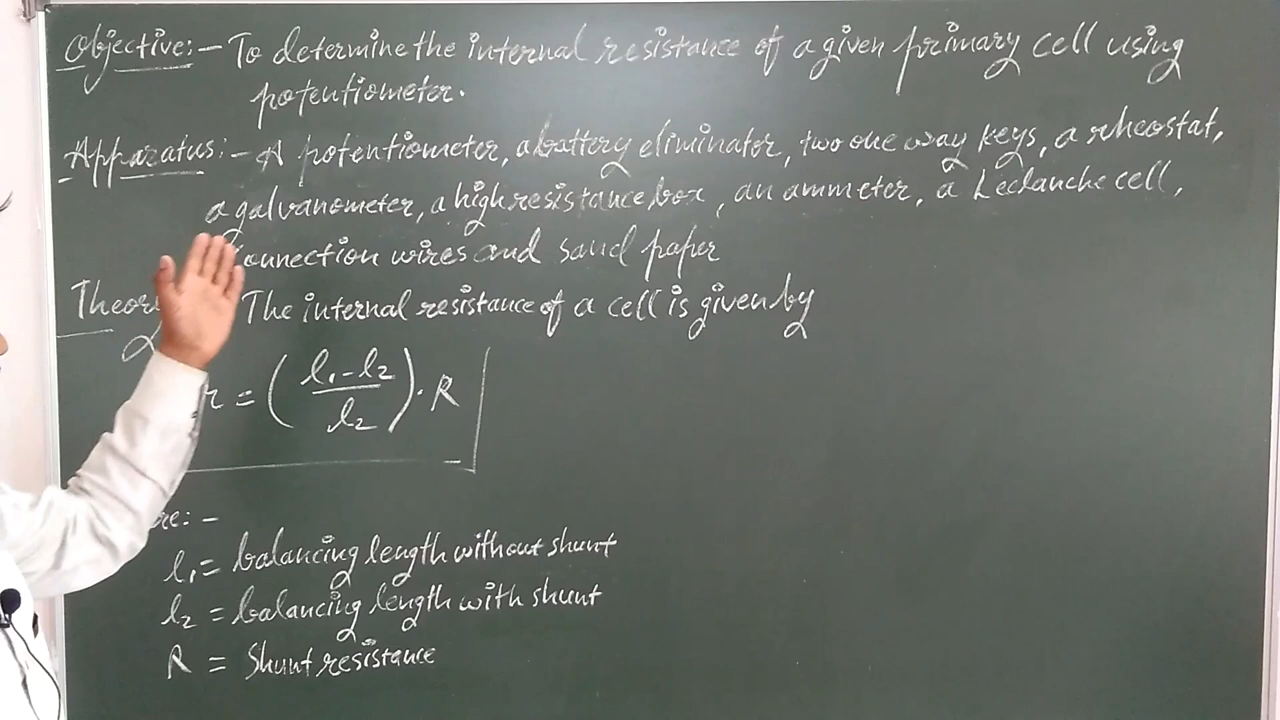 Objective:- To determine the internal resistance of a given primary cell using
potentiometer.
Apparatus:- A potentiometer, a battery eliminator, two one way keys, a rheostat,
a galvanometer, a high resistance box, an ammeter, a Leclanche cell,
connection wires and sand paper
Theory The internal resistance of a cell is given by
r = (l₁-l₂ / l₂) · R
re:-
l₁ = balancing length without shunt
l₂ = balancing length with shunt
R = Shunt resistance